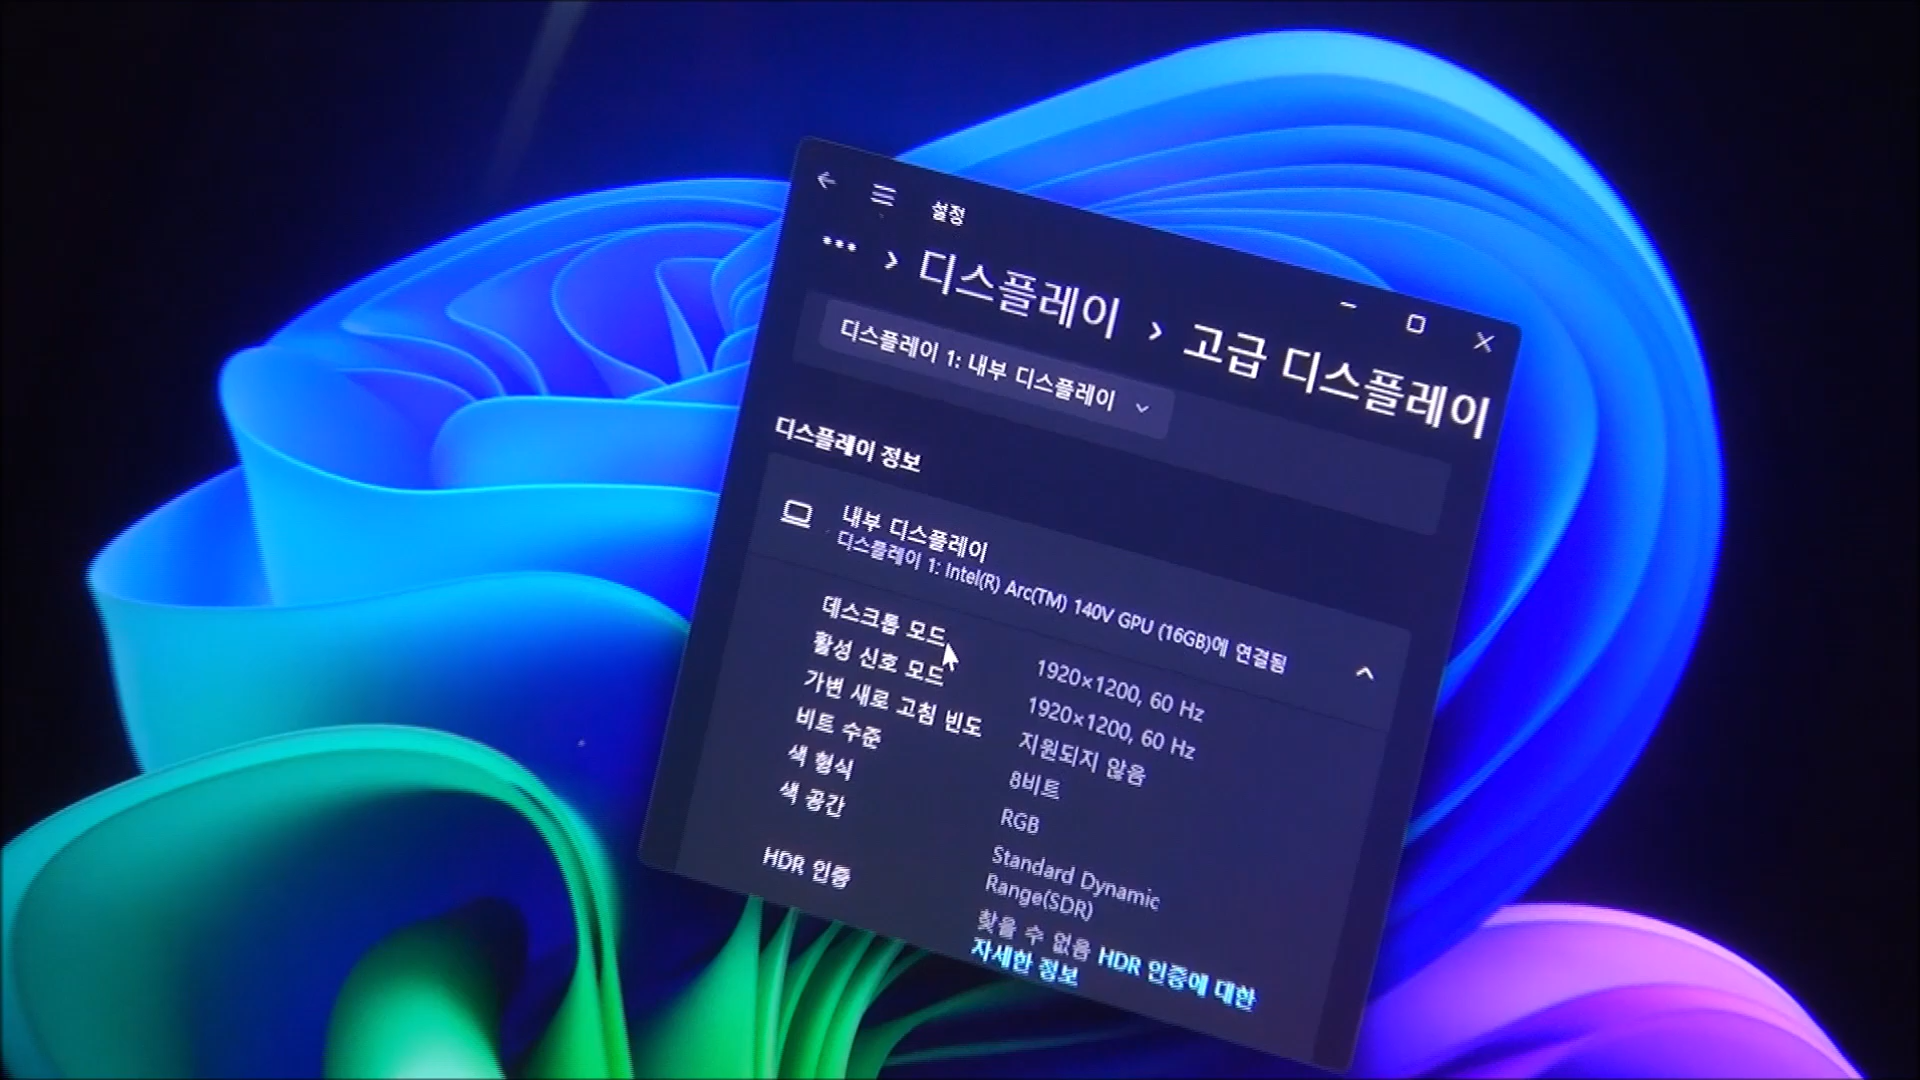 설정
… › 디스플레이 › 고급 디스플레이
디스플레이 1: 내부 디스플레이
디스플레이 정보
내부 디스플레이
디스플레이 1: Intel(R) Arc(TM) 140V GPU (16GB)에 연결됨
데스크톱 모드 1920×1200, 60 Hz
활성 신호 모드 1920×1200, 60 Hz
가변 새로 고침 빈도 지원되지 않음
비트 수준 8비트
색 형식 RGB
색 공간 Standard Dynamic
Range(SDR)
HDR 인증 찾을 수 없음 HDR 인증에 대한
자세한 정보